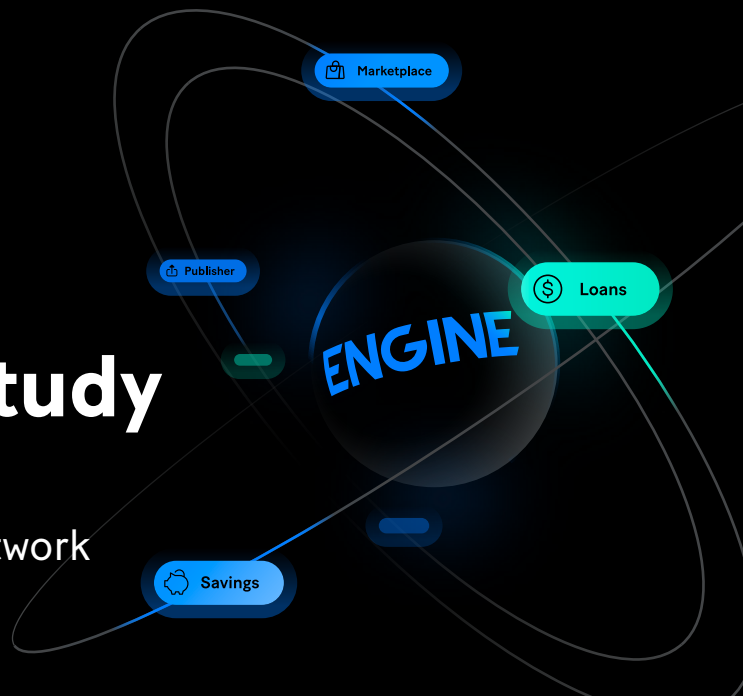 Marketplace
Publisher
Loans
ENGINE
tudy
twork
Savings